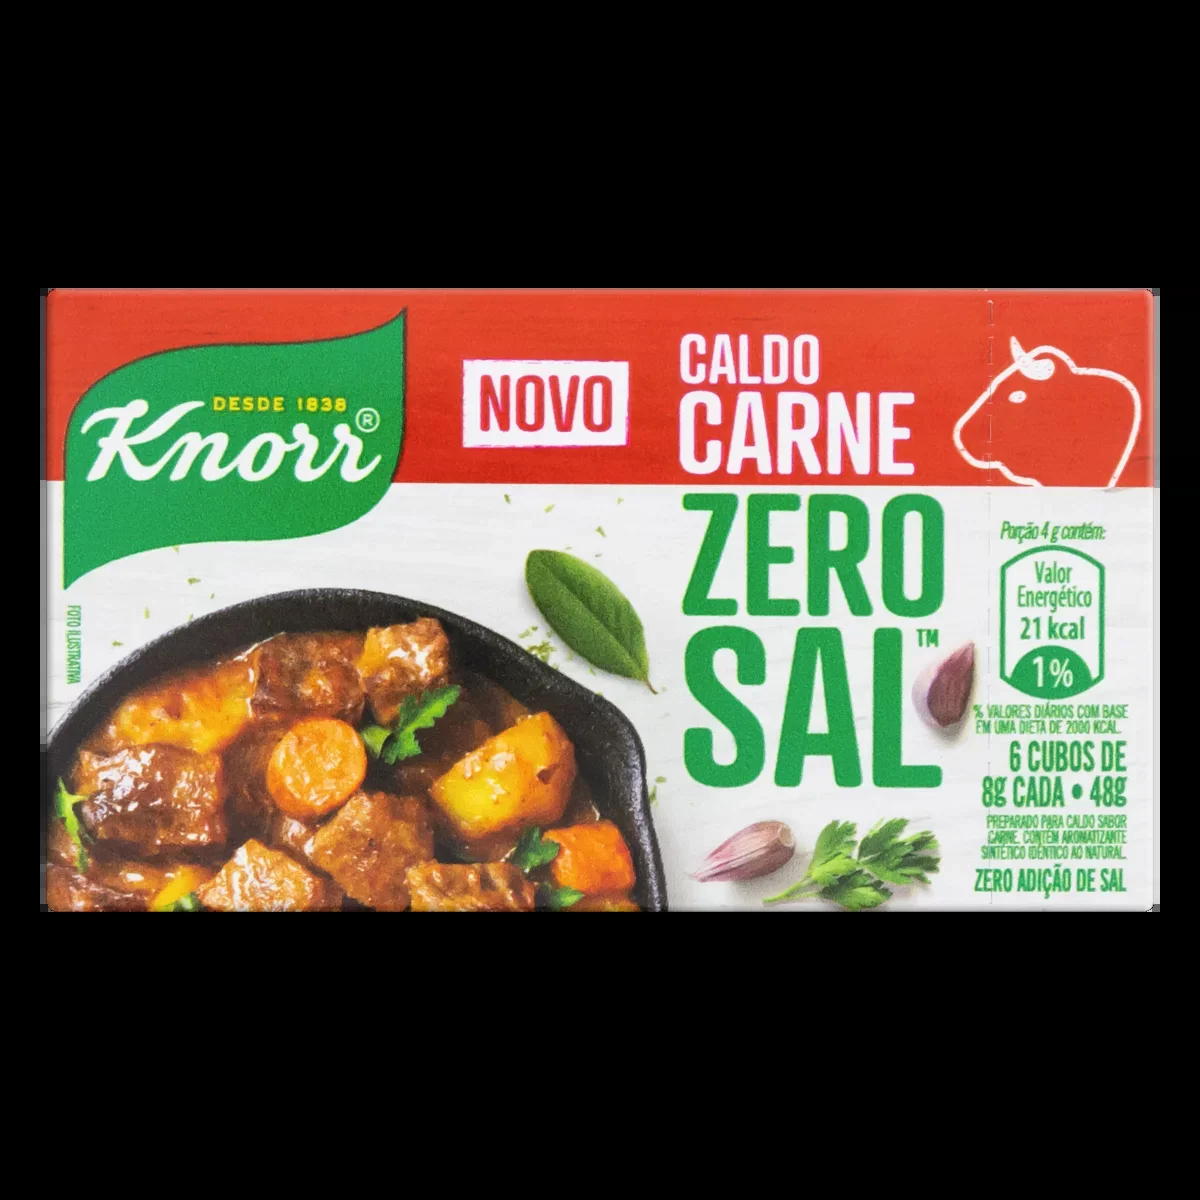 DESDE 1838
Knorr®
NOVO
CALDO
CARNE
ZERO
SAL™
Porção 4 g contém:
Valor
Energético
21 kcal
1%
% VALORES DIÁRIOS COM BASE
EM UMA DIETA DE 2000 KCAL.
6 CUBOS DE
8g CADA • 48g
PREPARADO PARA CALDO SABOR
CARNE. CONTÉM AROMATIZANTE
SINTÉTICO IDÊNTICO AO NATURAL.
ZERO ADIÇÃO DE SAL
FOTO ILUSTRATIVA